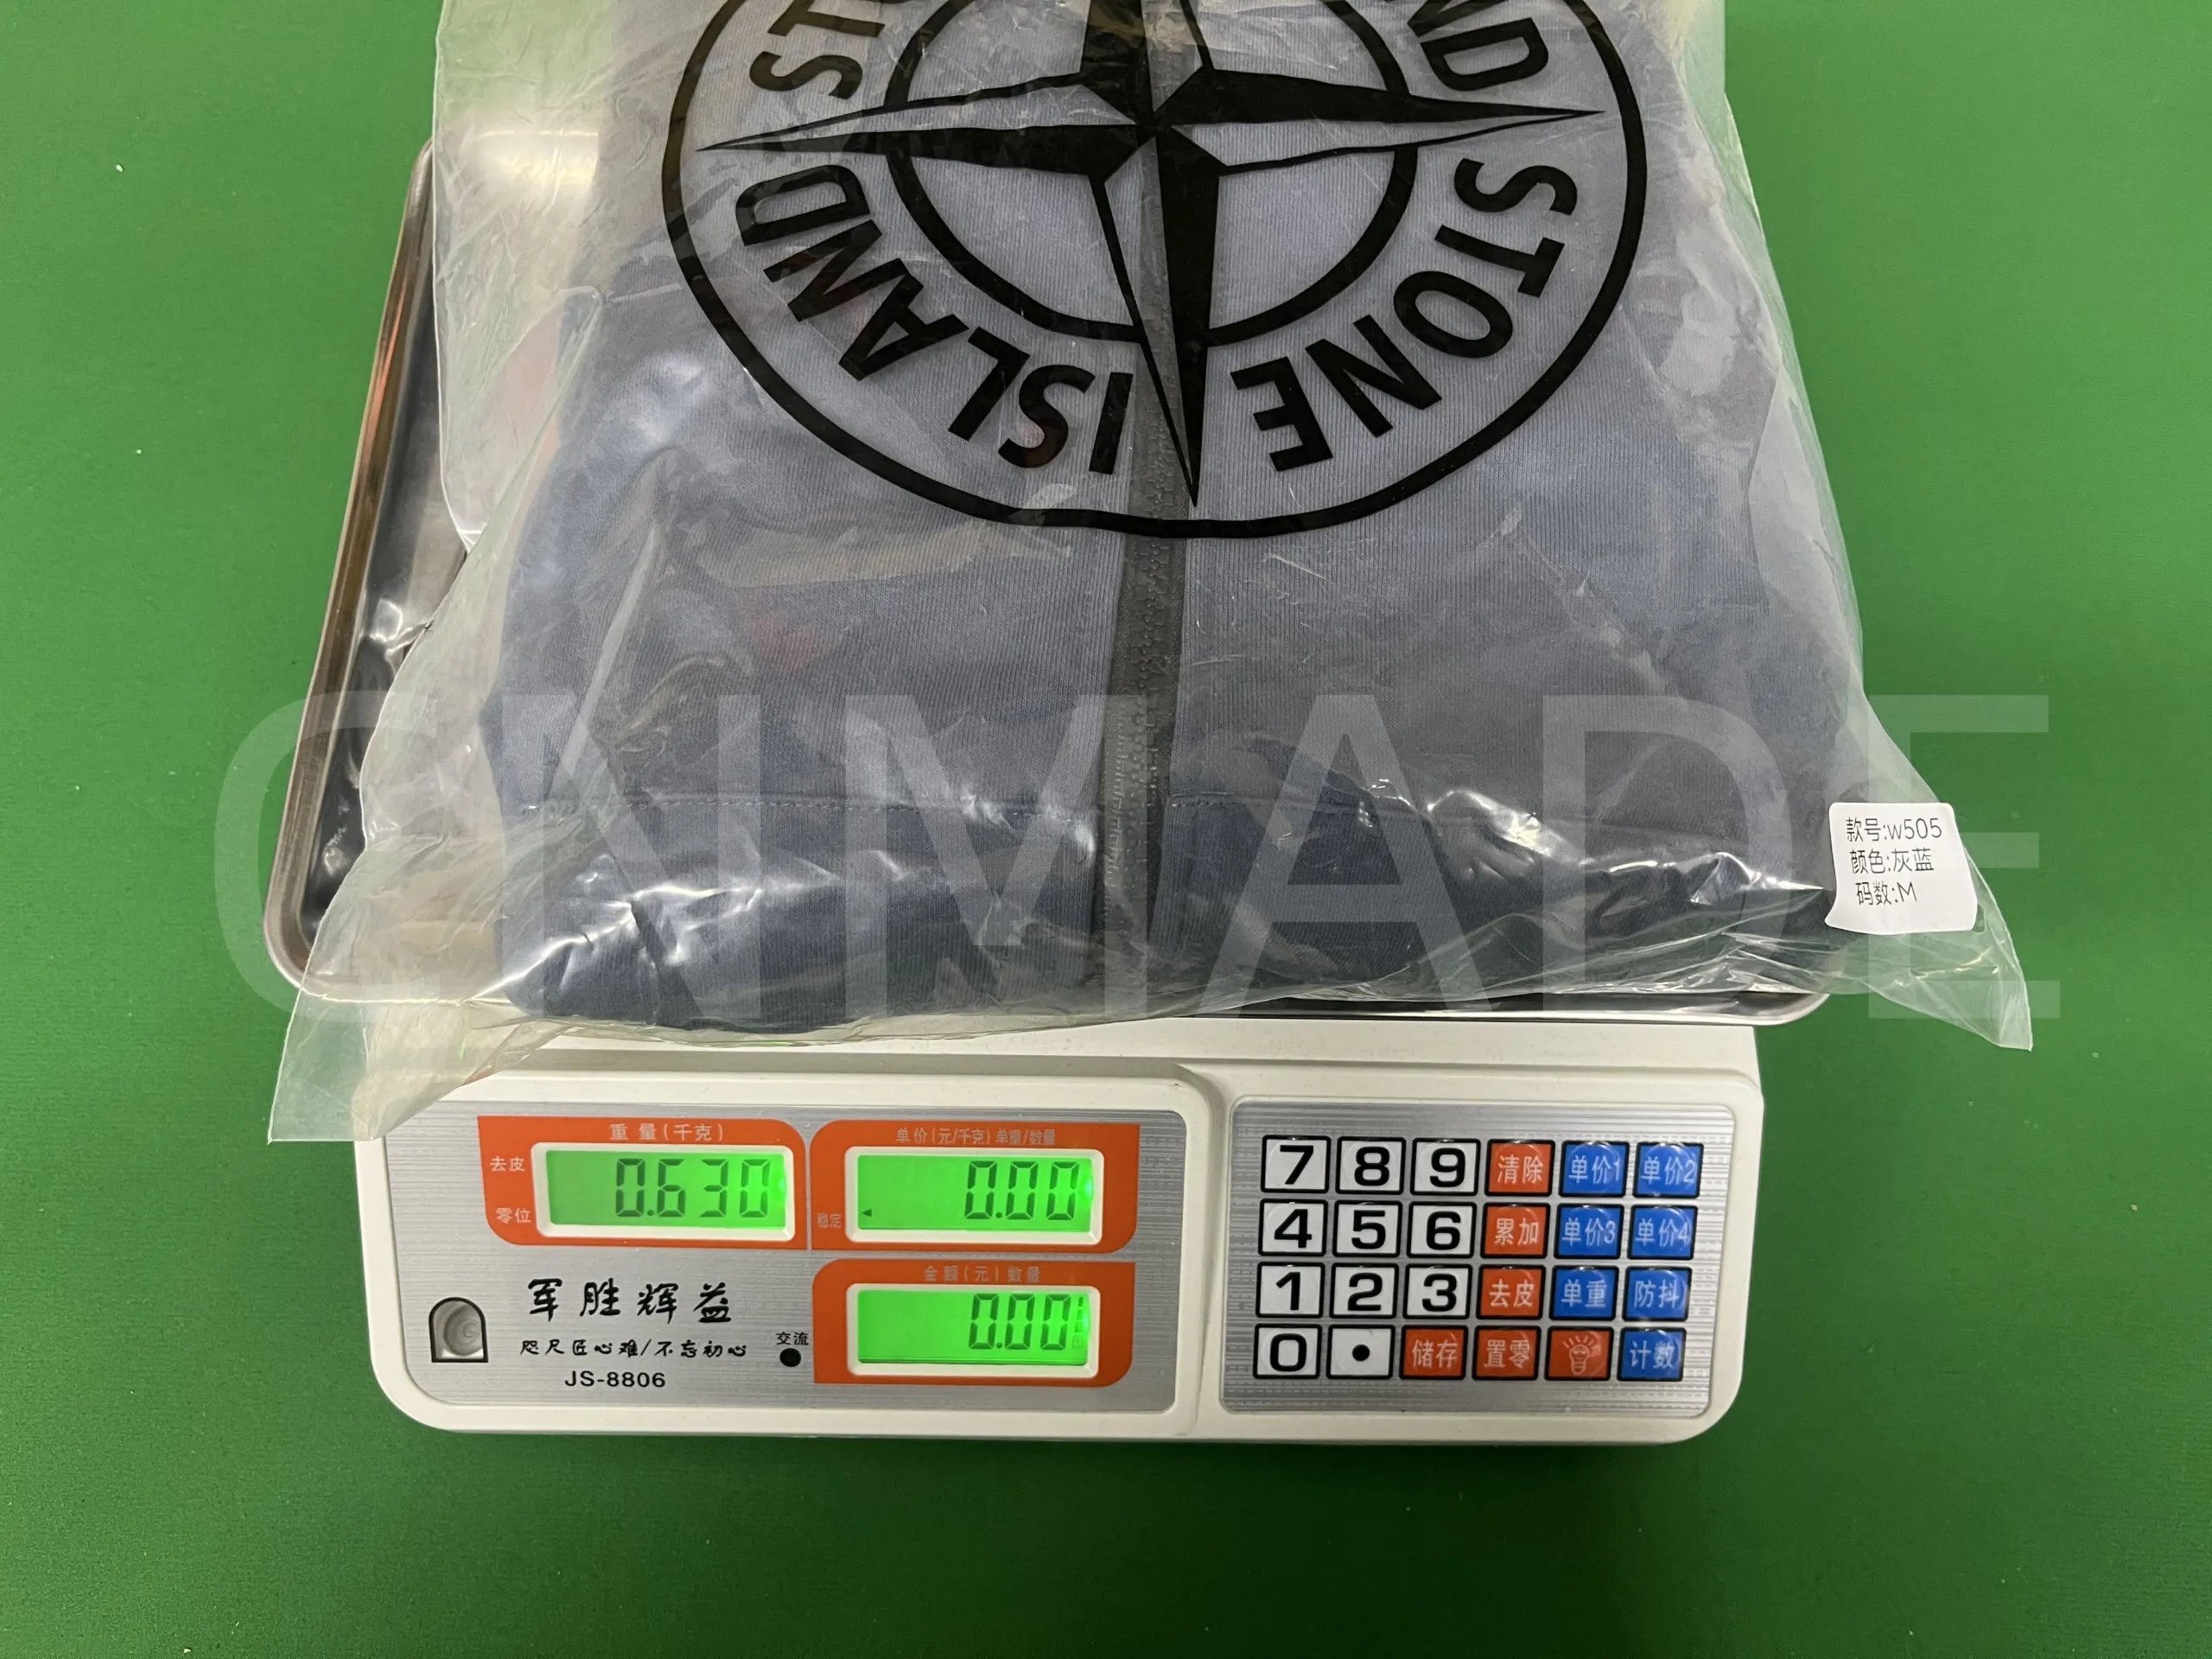 STONE ISLAND
STONE ISLAND
CNMADE
款号:w505
颜色:灰蓝
码数:M
重量(千克)
单价(元/千克)单重/数量
去皮
0.630
0.00
零位
稳定
金额(元)数量
0.00
军胜辉益
咫尺匠心难/不忘初心
交流
JS-8806
7 8 9 清除 单价1 单价2
4 5 6 累加 单价3 单价4
1 2 3 去皮 单重 防抖
0 • 储存 置零 计数